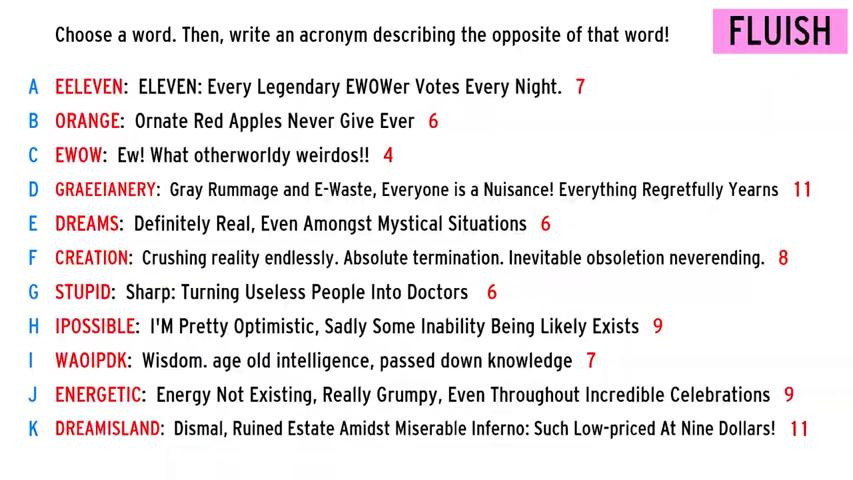 Choose a word. Then, write an acronym describing the opposite of that word!
FLUISH
A EELEVEN: ELEVEN: Every Legendary EWOWer Votes Every Night. 7
B ORANGE: Ornate Red Apples Never Give Ever 6
C EWOW: Ew! What otherworldy weirdos!! 4
D GRAEEIANERY: Gray Rummage and E-Waste, Everyone is a Nuisance! Everything Regretfully Yearns 11
E DREAMS: Definitely Real, Even Amongst Mystical Situations 6
F CREATION: Crushing reality endlessly. Absolute termination. Inevitable obsoletion neverending. 8
G STUPID: Sharp: Turning Useless People Into Doctors 6
H IPOSSIBLE: I'M Pretty Optimistic, Sadly Some Inability Being Likely Exists 9
I WAOIPDK: Wisdom. age old intelligence, passed down knowledge 7
J ENERGETIC: Energy Not Existing, Really Grumpy, Even Throughout Incredible Celebrations 9
K DREAMISLAND: Dismal, Ruined Estate Amidst Miserable Inferno: Such Low-priced At Nine Dollars! 11